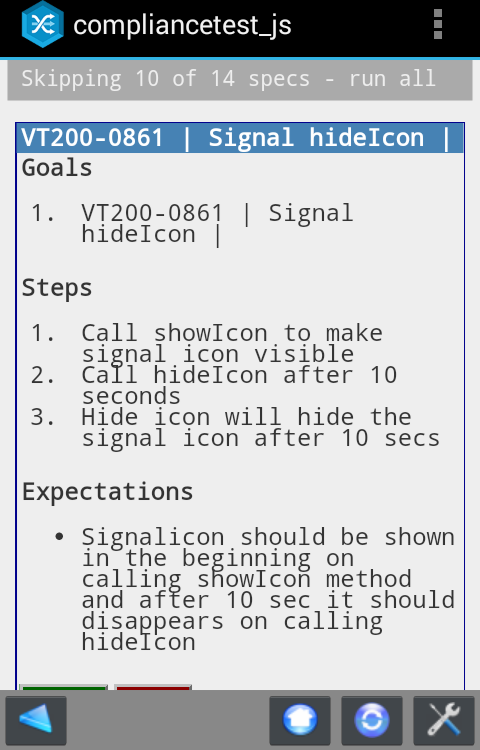 compliancetest_js
Skipping 10 of 14 specs - run all
VT200-0861 | Signal hideIcon |
Goals
1. VT200-0861 | Signal
hideIcon |
Steps
1. Call showIcon to make
signal icon visible
2. Call hideIcon after 10
seconds
3. Hide icon will hide the
signal icon after 10 secs
Expectations
• Signalicon should be shown
in the beginning on
calling showIcon method
and after 10 sec it should
disappears on calling
hideIcon